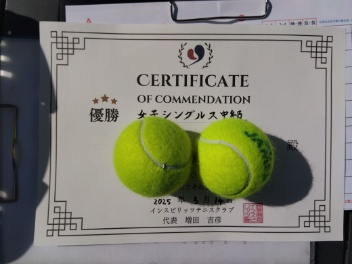 CERTIFICATE
OF COMMENDATION
優勝
女子シングルス中級
殿
2025 年
インスピリッツテニスクラブ
代表 増田 吉彦